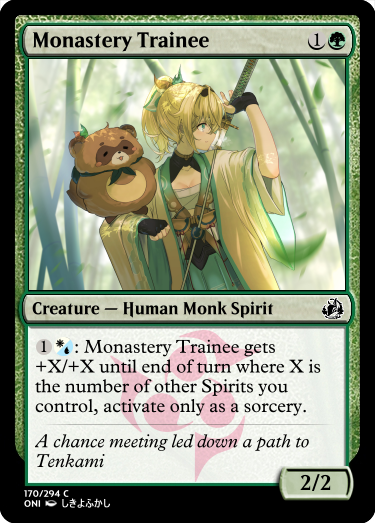 Monastery Trainee 1
Creature — Human Monk Spirit
1 : Monastery Trainee gets
+X/+X until end of turn where X is
the number of other Spirits you
control, activate only as a sorcery.
A chance meeting led down a path to
Tenkami
2/2
170/294 C
ONI しきよふかし